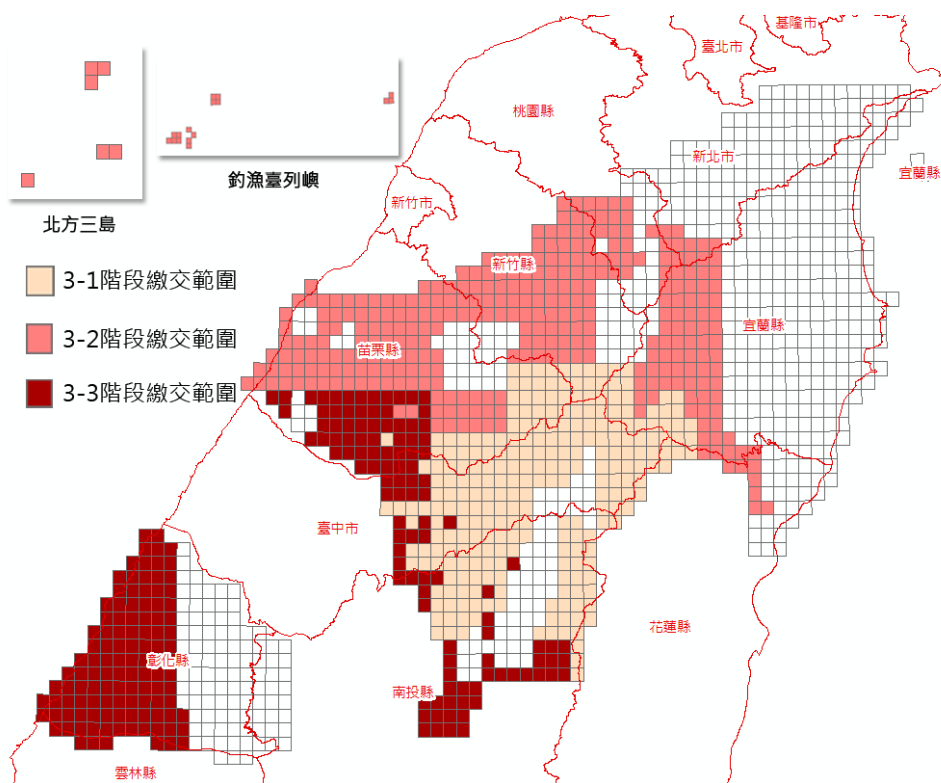 基隆市
臺北市
桃園縣
新北市
宜蘭縣
釣漁臺列嶼
新竹市
北方三島
新竹縣
3-1階段繳交範圍
3-2階段繳交範圍
宜蘭縣
苗栗縣
3-3階段繳交範圍
臺中市
花蓮縣
彰化縣
南投縣
雲林縣